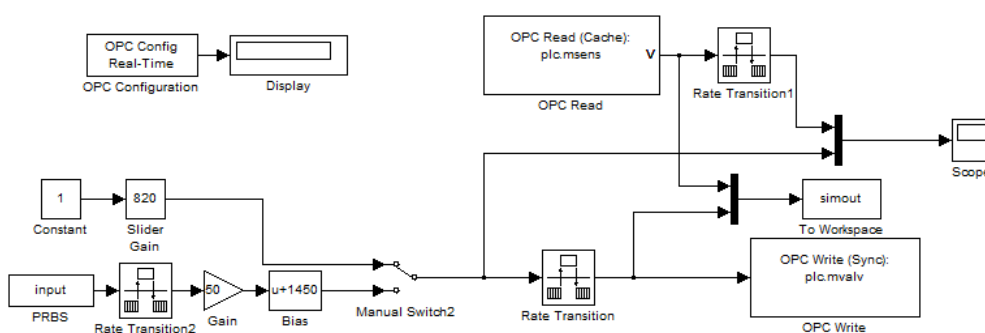 OPC Config
Real-Time
OPC Configuration
Display
OPC Read (Cache):
plc.msens
V
OPC Read
Rate Transition1
Scope
1
Constant
820
Slider
Gain
simout
To Workspace
input
PRBS
Rate Transition2
50
Gain
u+1450
Bias
Manual Switch2
Rate Transition
OPC Write (Sync):
plc.mvalv
OPC Write